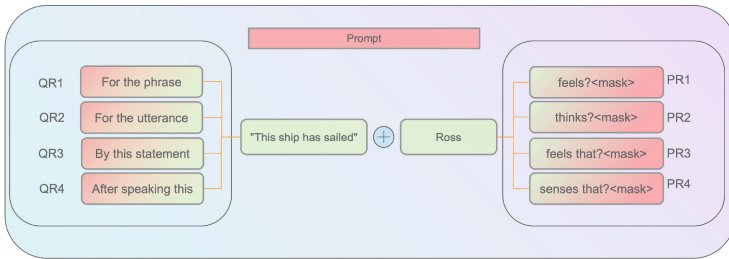 Prompt
QR1 For the phrase feels?<mask> PR1
QR2 For the utterance thinks?<mask> PR2
"This ship has sailed" Ross
QR3 By this statement feels that?<mask> PR3
QR4 After speaking this senses that?<mask> PR4